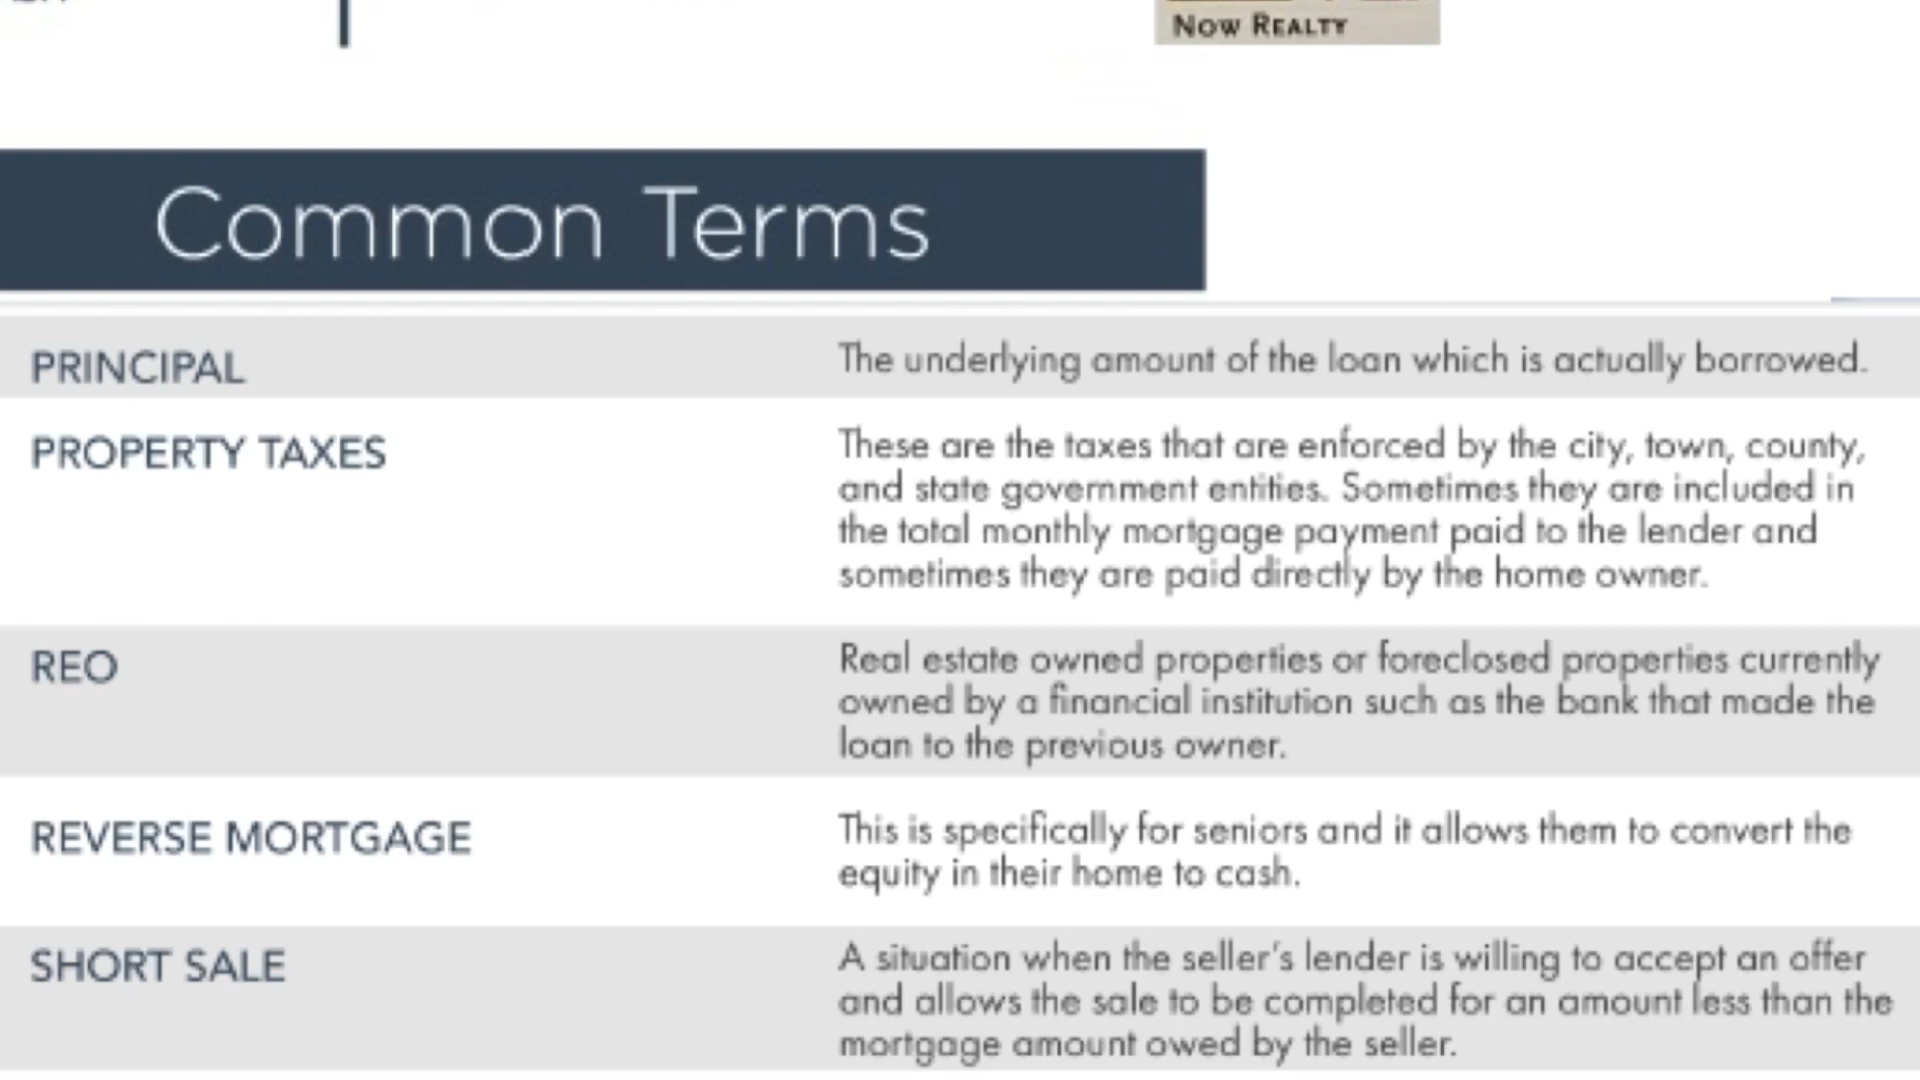 Now Realty
Common Terms
PRINCIPAL
The underlying amount of the loan which is actually borrowed.
PROPERTY TAXES
These are the taxes that are enforced by the city, town, county,
and state government entities. Sometimes they are included in
the total monthly mortgage payment paid to the lender and
sometimes they are paid directly by the home owner.
REO
Real estate owned properties or foreclosed properties currently
owned by a financial institution such as the bank that made the
loan to the previous owner.
REVERSE MORTGAGE
This is specifically for seniors and it allows them to convert the
equity in their home to cash.
SHORT SALE
A situation when the seller's lender is willing to accept an offer
and allows the sale to be completed for an amount less than the
mortgage amount owed by the seller.